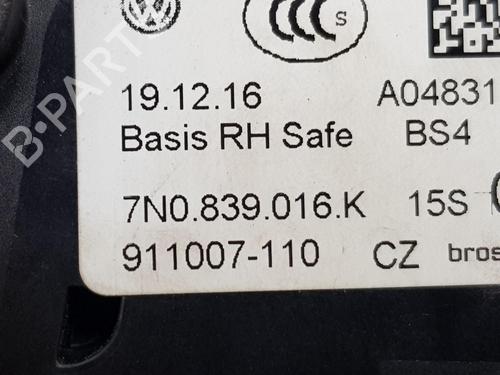 S
19.12.16 A04831
Basis RH Safe BS4
7N0.839.016.K 15S
911007-110 CZ bros
B-PARTS